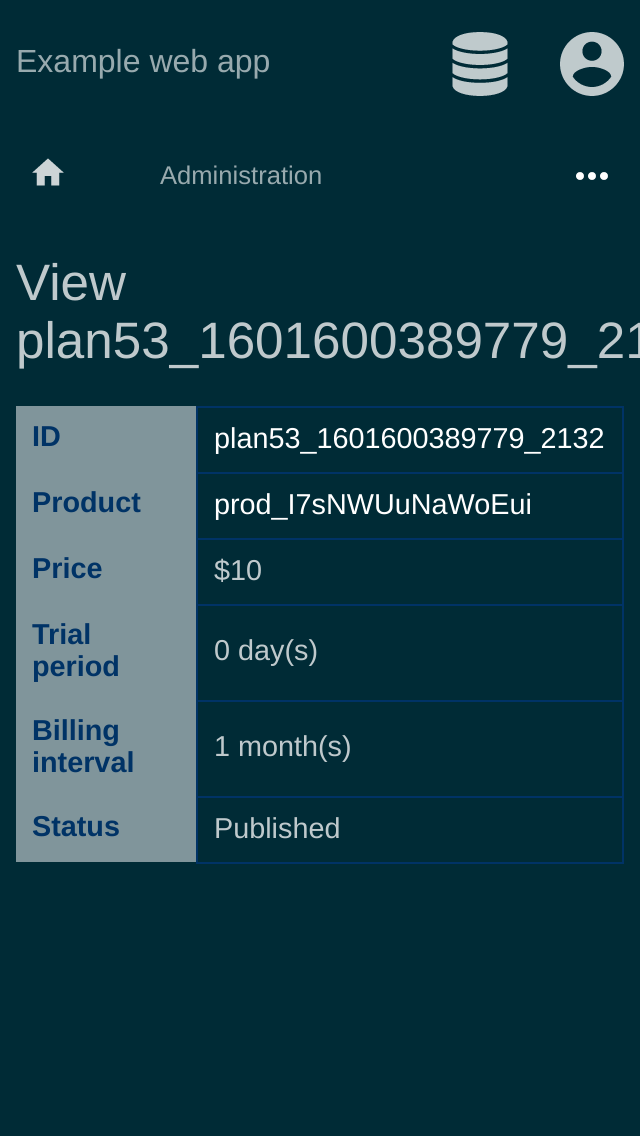 Example web app
Administration
View
plan53_1601600389779_21
ID
plan53_1601600389779_2132
Product
prod_I7sNWUuNaWoEui
Price
$10
Trial
period
0 day(s)
Billing
interval
1 month(s)
Status
Published